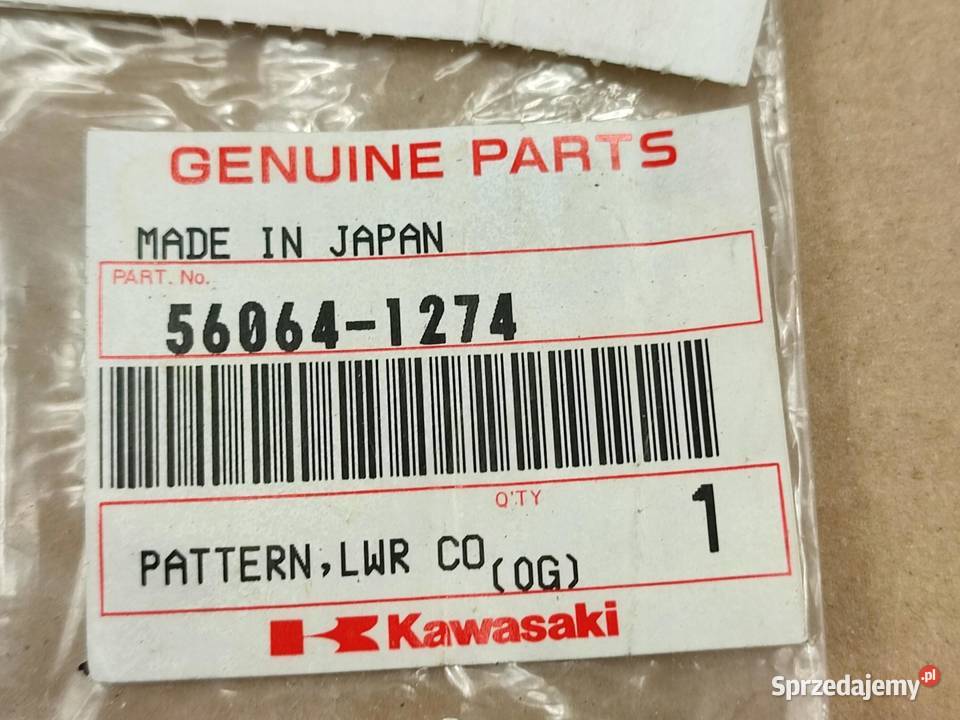 GENUINE PARTS
MADE IN JAPAN
PART. No.
56064-1274
Q'TY 1
PATTERN,LWR CO(OG)
Kawasaki
Sprzedajemy.pl